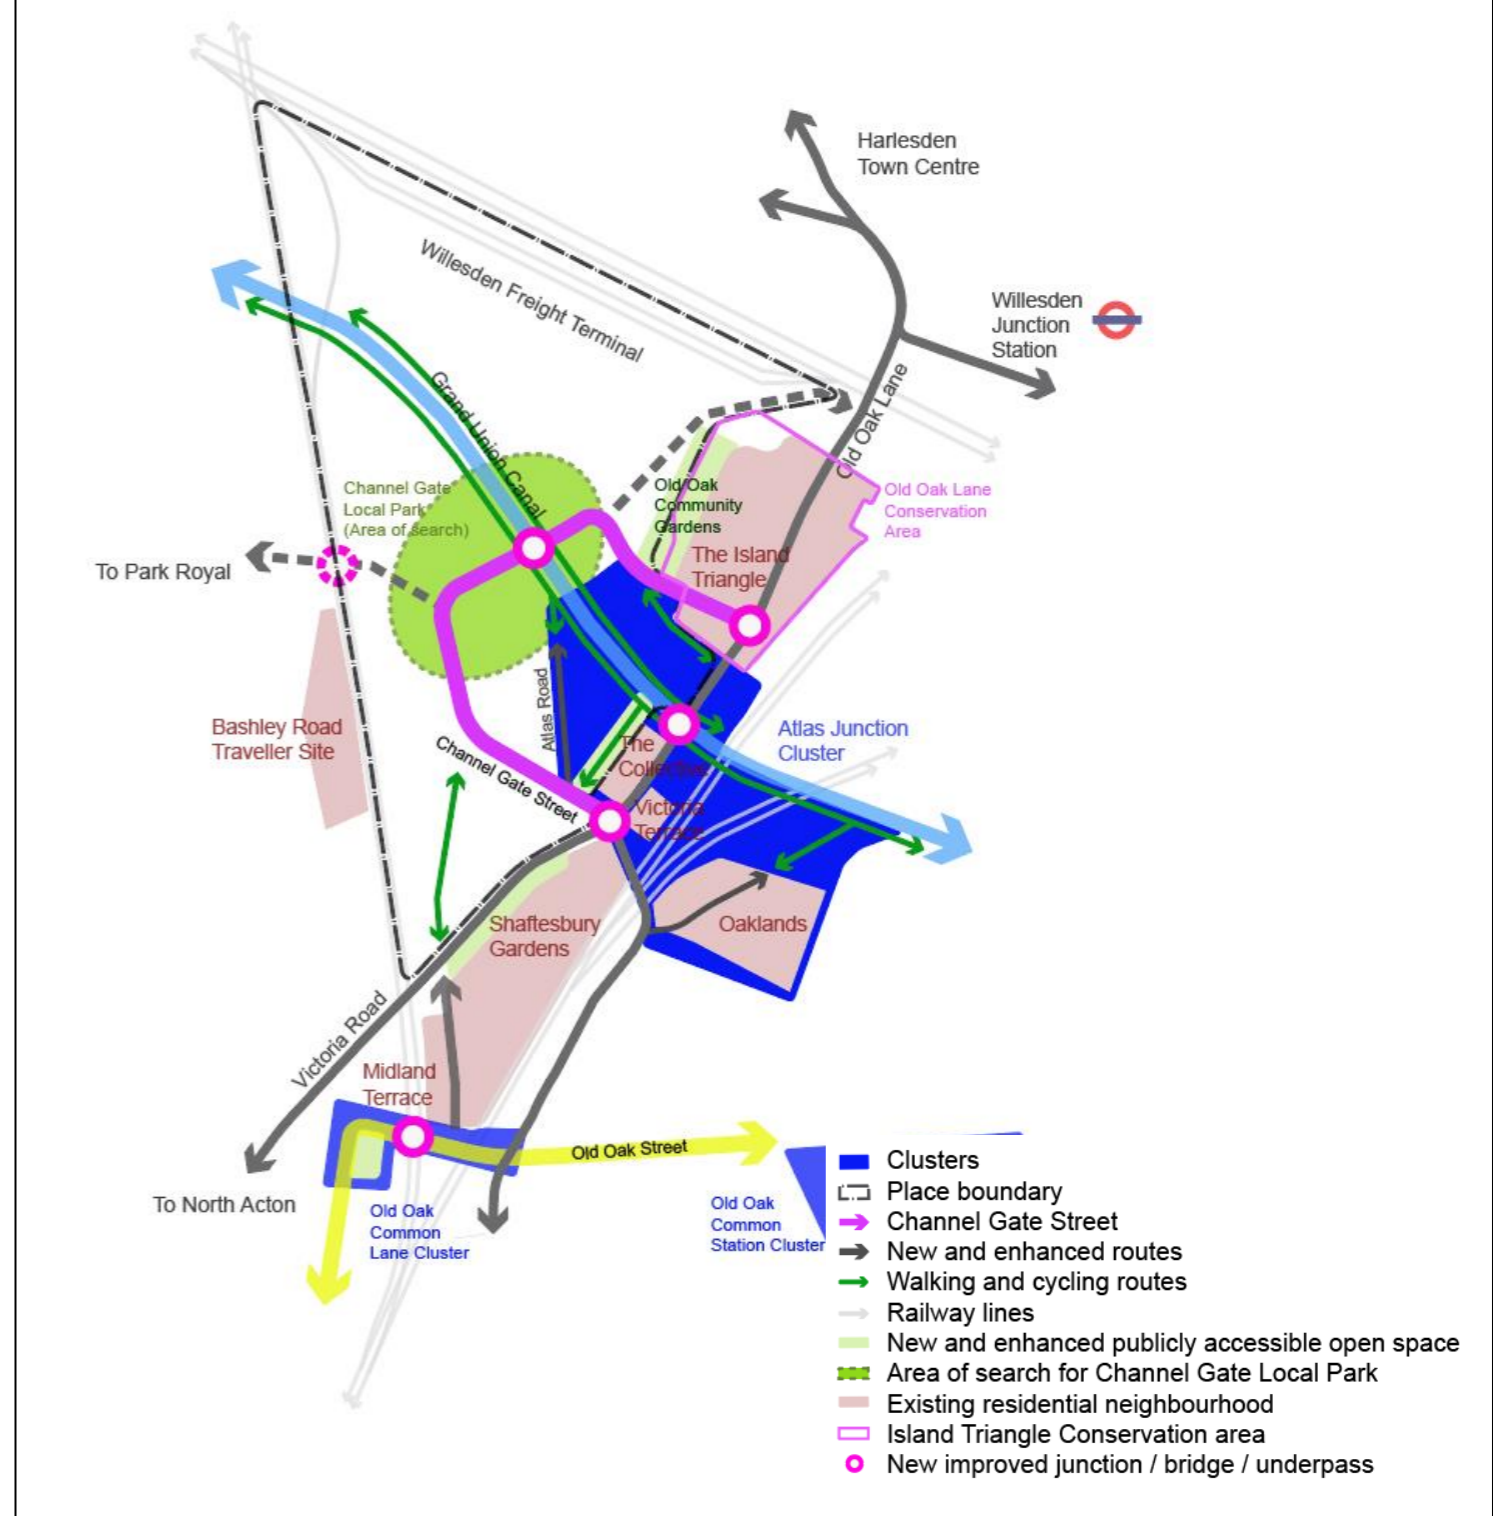 Harlesden
Town Centre
Willesden Freight Terminal
Willesden
Junction
Station
Old Oak Lane
Grand Union Canal
Channel Gate
Local Park
(Area of search)
Old Oak
Community
Gardens
Old Oak Lane
Conservation
Area
The Island
Triangle
To Park Royal
Atlas Road
Bashley Road
Traveller Site
Channel Gate Street
The
Collective
Atlas Junction
Cluster
Victoria
Terrace
Shaftesbury
Gardens
Oaklands
Victoria Road
Midland
Terrace
Old Oak Street
To North Acton
Old Oak
Common
Lane Cluster
Old Oak
Common
Station Cluster
Clusters
Place boundary
Channel Gate Street
New and enhanced routes
Walking and cycling routes
Railway lines
New and enhanced publicly accessible open space
Area of search for Channel Gate Local Park
Existing residential neighbourhood
Island Triangle Conservation area
New improved junction / bridge / underpass